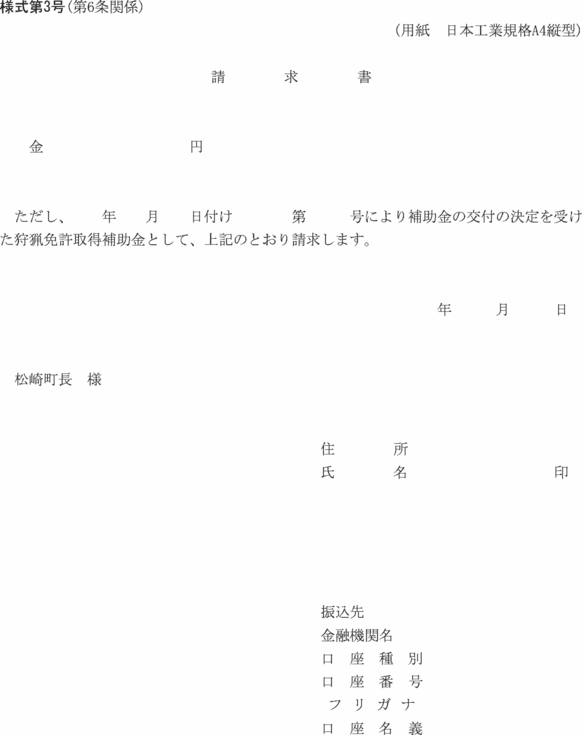 様式第3号(第6条関係)
(用紙　日本工業規格A4縦型)
請　　　　求　　　　書
金　　　　　　　　　　円
ただし、　　年　　月　　日付け　　　　第　　　号により補助金の交付の決定を受け
た狩猟免許取得補助金として、上記のとおり請求します。
年　　　月　　　日
松崎町長　様
住　　　　所
氏　　　　名　　　　　　　　　　印
振込先
金融機関名
口　座　種　別
口　座　番　号
フ　リ　ガ　ナ
口　座　名　義